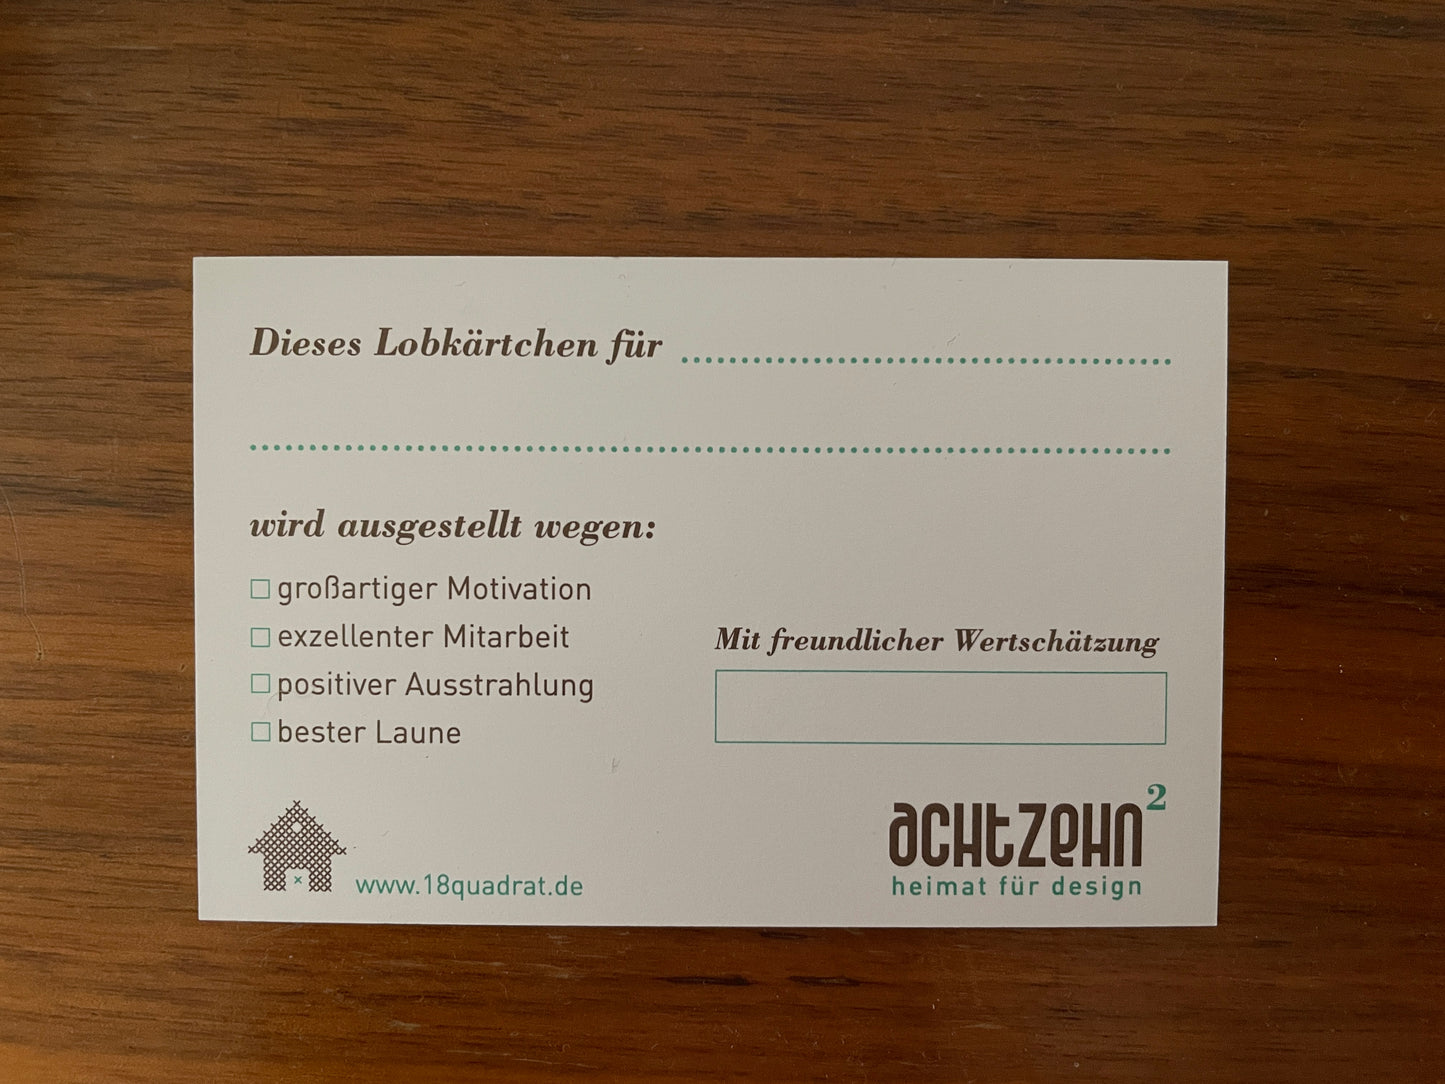 Dieses Lobkärtchen für
wird ausgestellt wegen:
großartiger Motivation
exzellenter Mitarbeit
positiver Ausstrahlung
bester Laune
Mit freundlicher Wertschätzung
www.18quadrat.de
achtzehn²
heimat für design